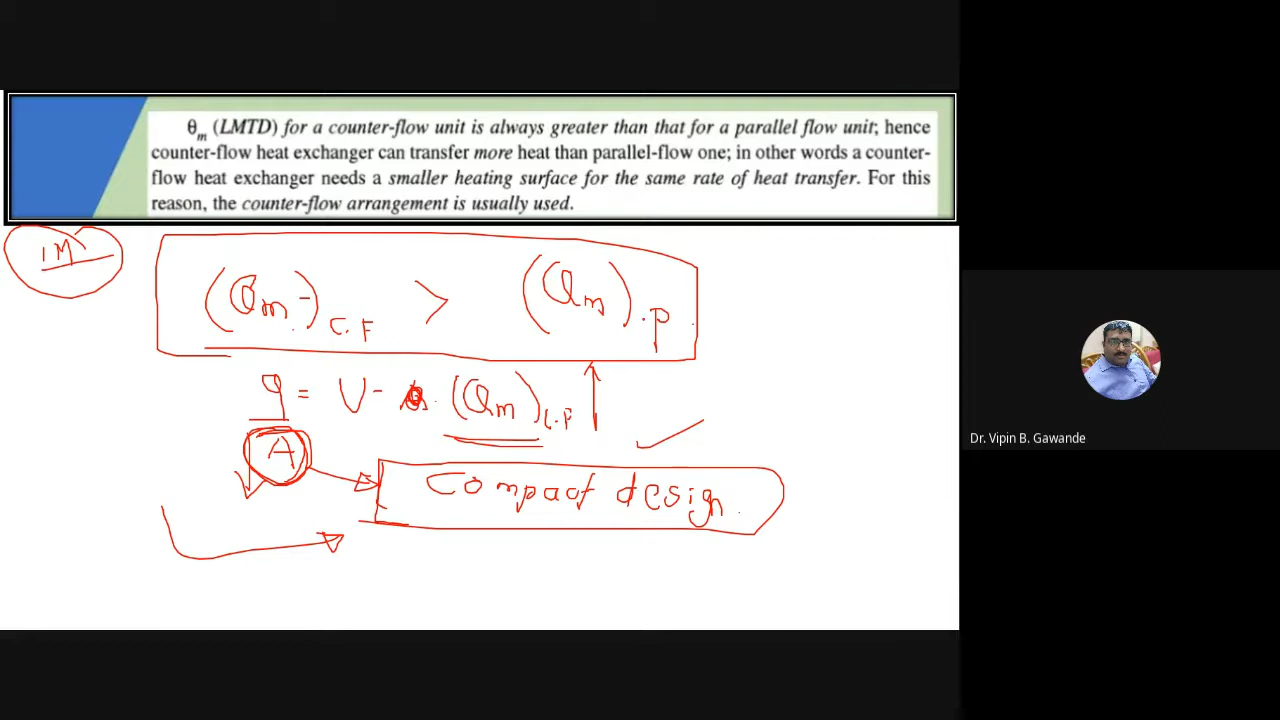 θm (LMTD) for a counter-flow unit is always greater than that for a parallel flow unit; hence
counter-flow heat exchanger can transfer more heat than parallel-flow one; in other words a counter-
flow heat exchanger needs a smaller heating surface for the same rate of heat transfer. For this
reason, the counter-flow arrangement is usually used.
1M
(θm)C.F > (θm).P
q = U- (θm)C.F ↑
A
Compact design
Dr. Vipin B. Gawande